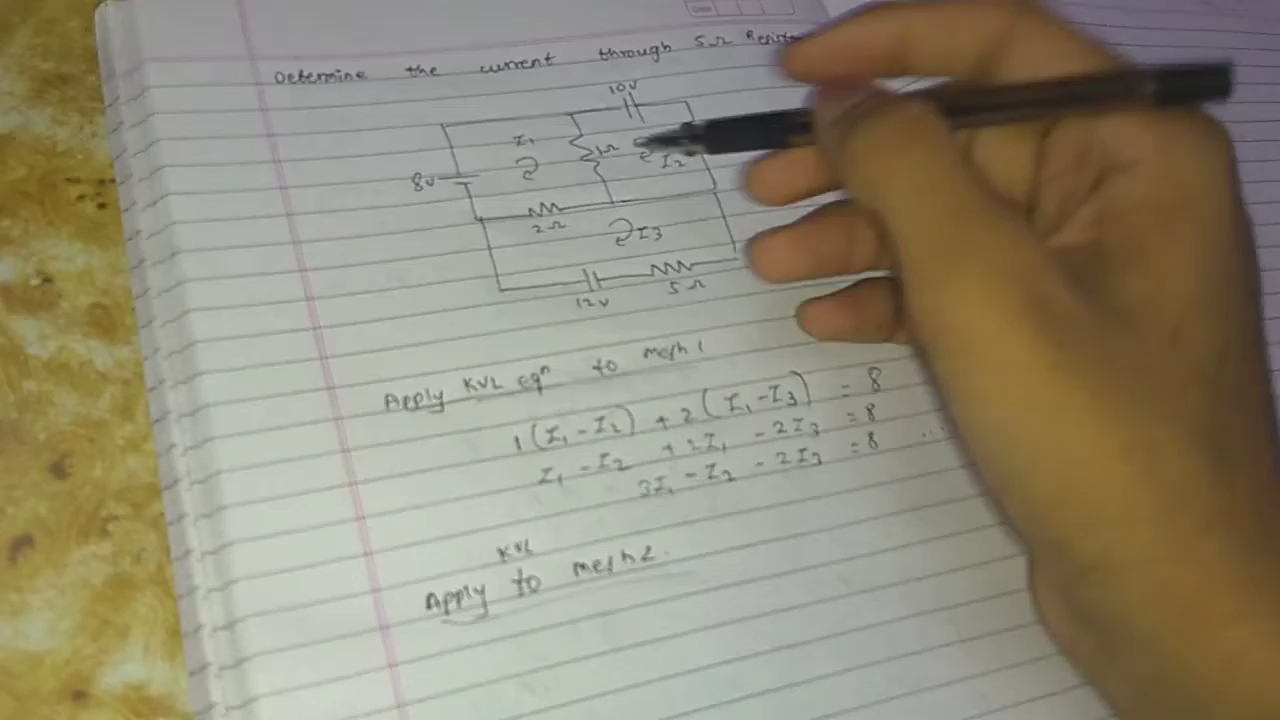 Date
Determine the current through 5Ω
10V
I1
1Ω
I2
8V
2Ω
I3
12V
5Ω
Apply KVL eqn to mesh 1
1(I1 - I2) + 2(I1 - I3) = 8
I1 - I2 + 2I1 - 2I3 = 8
3I1 - I2 - 2I3 = 8 ...
KVL
Apply to mesh 2.